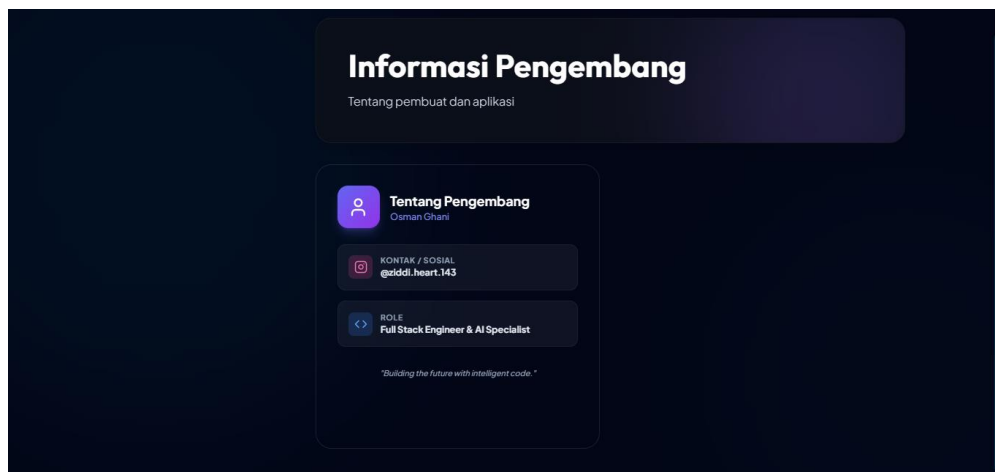 Informasi Pengembang
Tentang pembuat dan aplikasi
Tentang Pengembang
Osman Ghani
KONTAK / SOSIAL
@ziddi.heart.143
ROLE
Full Stack Engineer & AI Specialist
"Building the future with intelligent code."